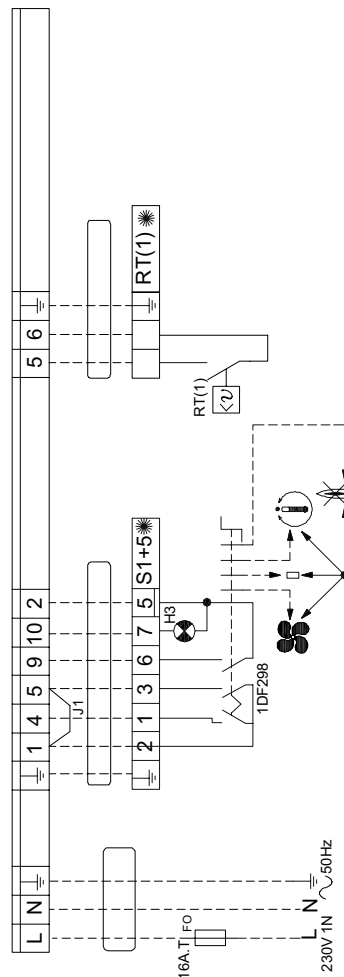 L N ⏚ ⏚ 1 4 5 9 10 2 5 6 ⏚
J1
⏚ 2 1 3 6 7 5 S1+5 ⏚ RT(1)
H3
RT(1)
<ϑ
16A.T FO
1DF298
L N ⏚
230V 1N ~50Hz